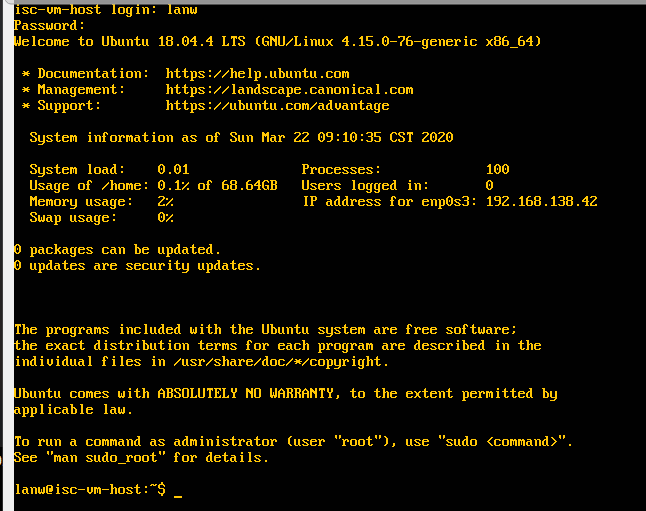 isc-vm-host login: lanw
Password:
Welcome to Ubuntu 18.04.4 LTS (GNU/Linux 4.15.0-76-generic x86_64)
* Documentation:  https://help.ubuntu.com
* Management:     https://landscape.canonical.com
* Support:        https://ubuntu.com/advantage
System information as of Sun Mar 22 09:10:35 CST 2020
System load:    0.01              Processes:             100
Usage of /home: 0.1% of 68.64GB   Users logged in:       0
Memory usage:   2%                IP address for enp0s3: 192.168.138.42
Swap usage:     0%
0 packages can be updated.
0 updates are security updates.
The programs included with the Ubuntu system are free software;
the exact distribution terms for each program are described in the
individual files in /usr/share/doc/*/copyright.
Ubuntu comes with ABSOLUTELY NO WARRANTY, to the extent permitted by
applicable law.
To run a command as administrator (user "root"), use "sudo <command>".
See "man sudo_root" for details.
lanw@isc-vm-host:~$ _